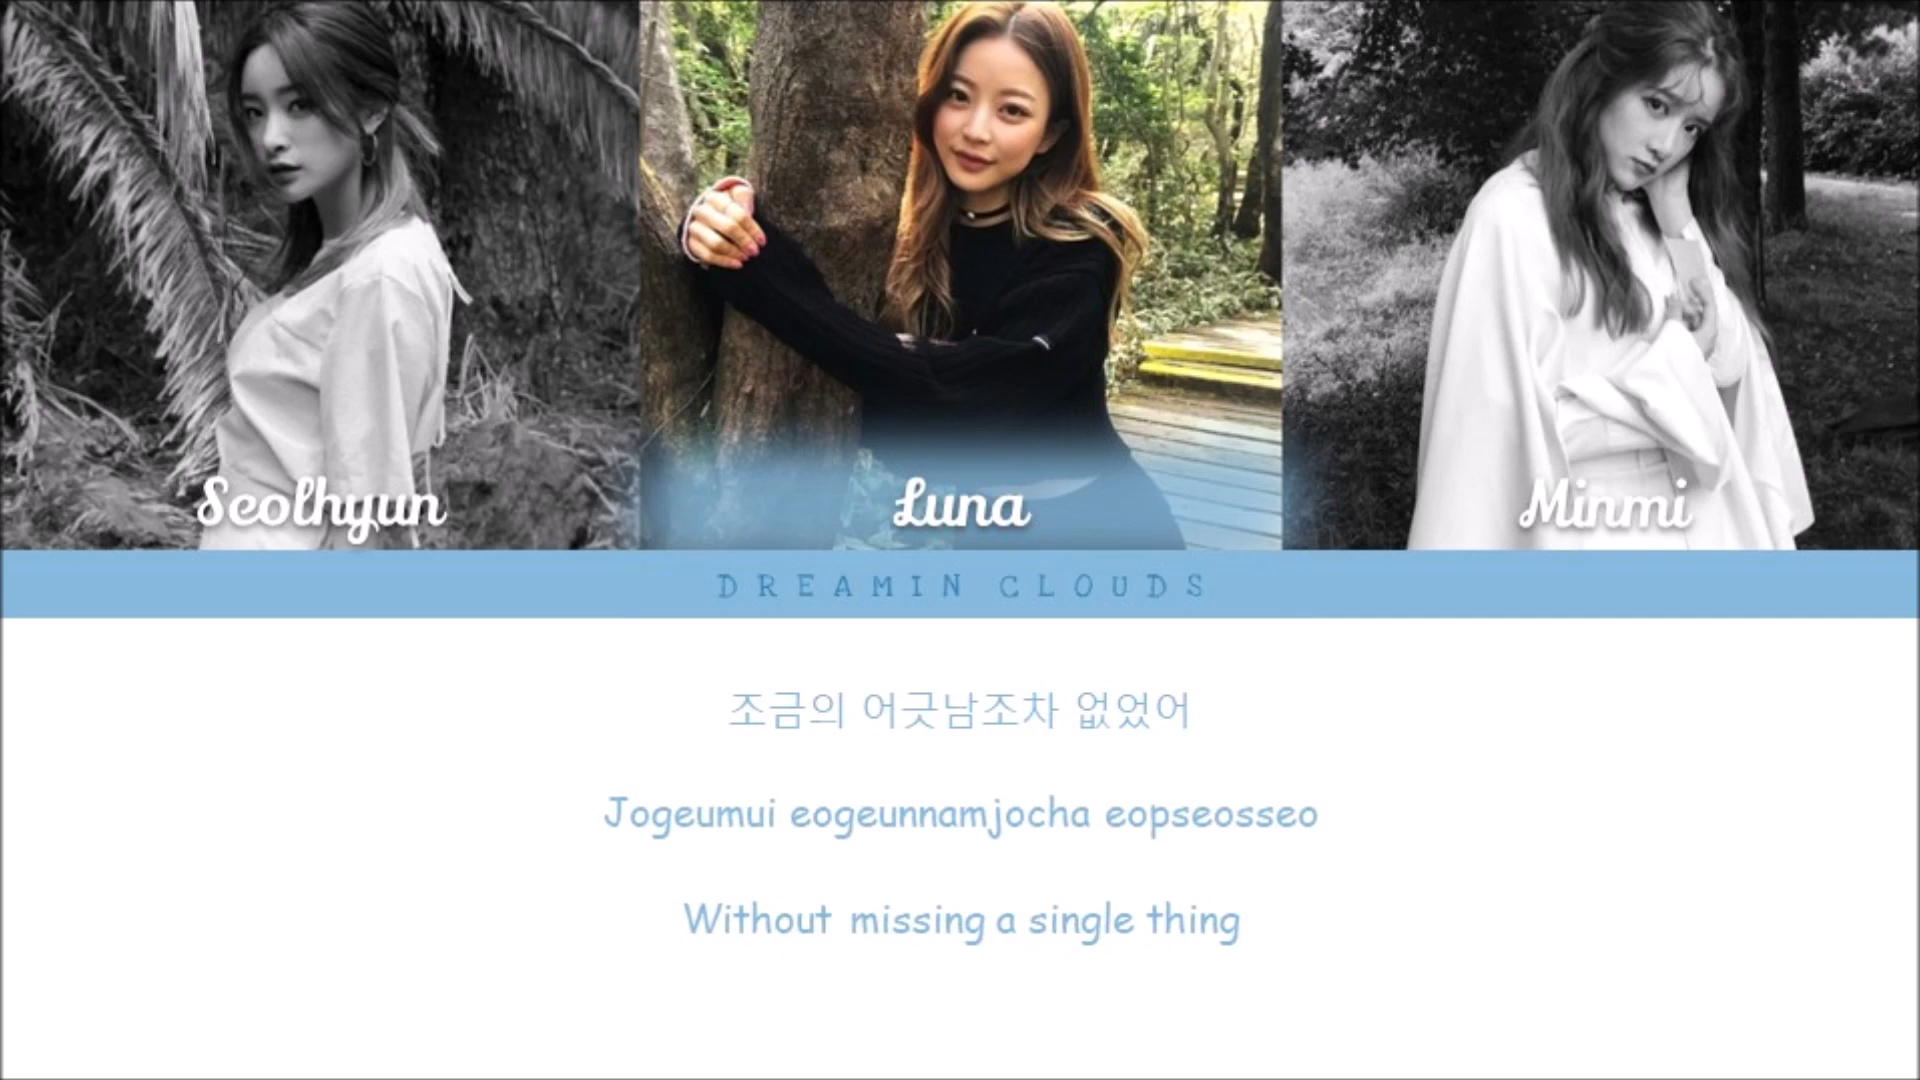 Seolhyun
Luna
Minmi
DREAMIN CLOUDS
조금의 어긋남조차 없었어
Jogeumui eogeunnamjocha eopseosseo
Without missing a single thing